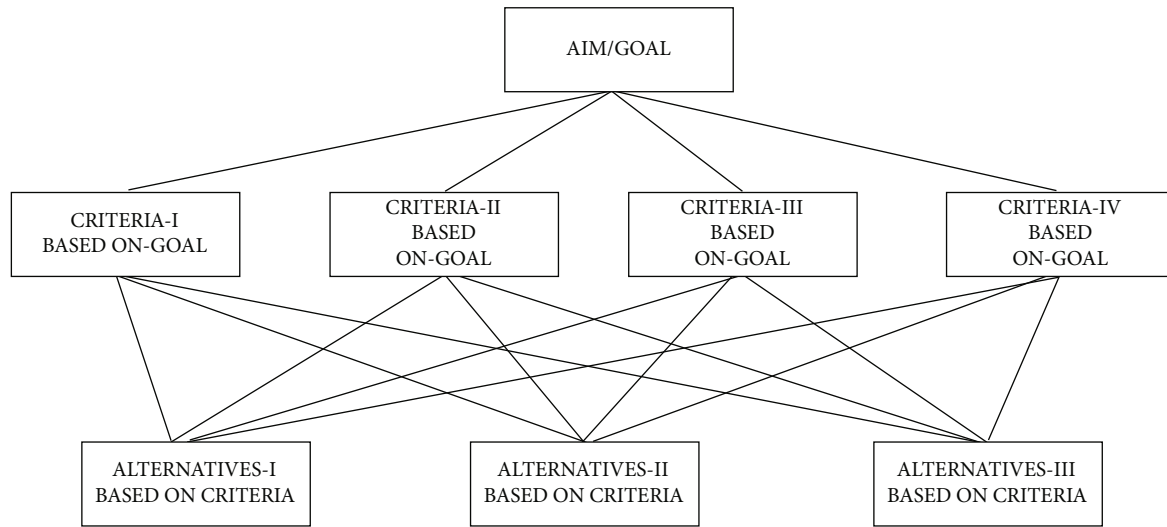 AIM/GOAL
CRITERIA-I
BASED ON-GOAL
CRITERIA-II
BASED
ON-GOAL
CRITERIA-III
BASED
ON-GOAL
CRITERIA-IV
BASED
ON-GOAL
ALTERNATIVES-I
BASED ON CRITERIA
ALTERNATIVES-II
BASED ON CRITERIA
ALTERNATIVES-III
BASED ON CRITERIA